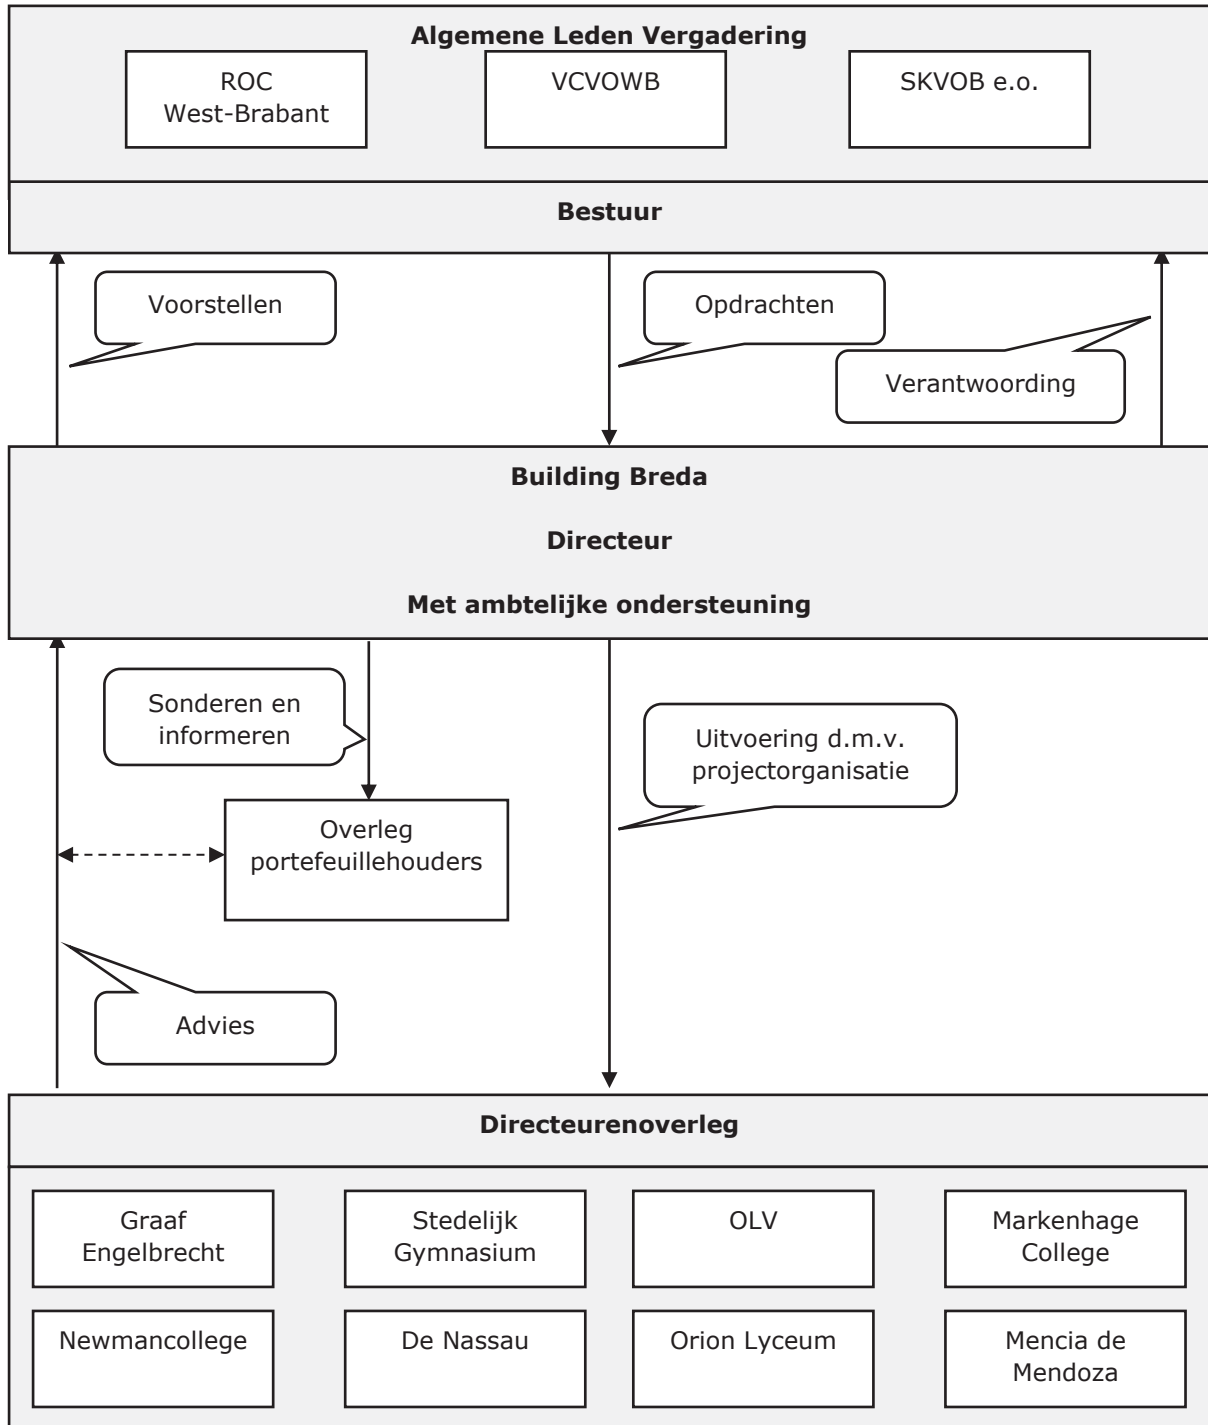 Algemene Leden Vergadering
ROC
West-Brabant
VCVOWB
SKVOB e.o.
Bestuur
Voorstellen
Opdrachten
Verantwoording
Building Breda
Directeur
Met ambtelijke ondersteuning
Sonderen en
informeren
Uitvoering d.m.v.
projectorganisatie
Overleg
portefeuillehouders
Advies
Directeurenoverleg
Graaf
Engelbrecht
Stedelijk
Gymnasium
OLV
Markenhage
College
Newmancollege
De Nassau
Orion Lyceum
Mencia de
Mendoza